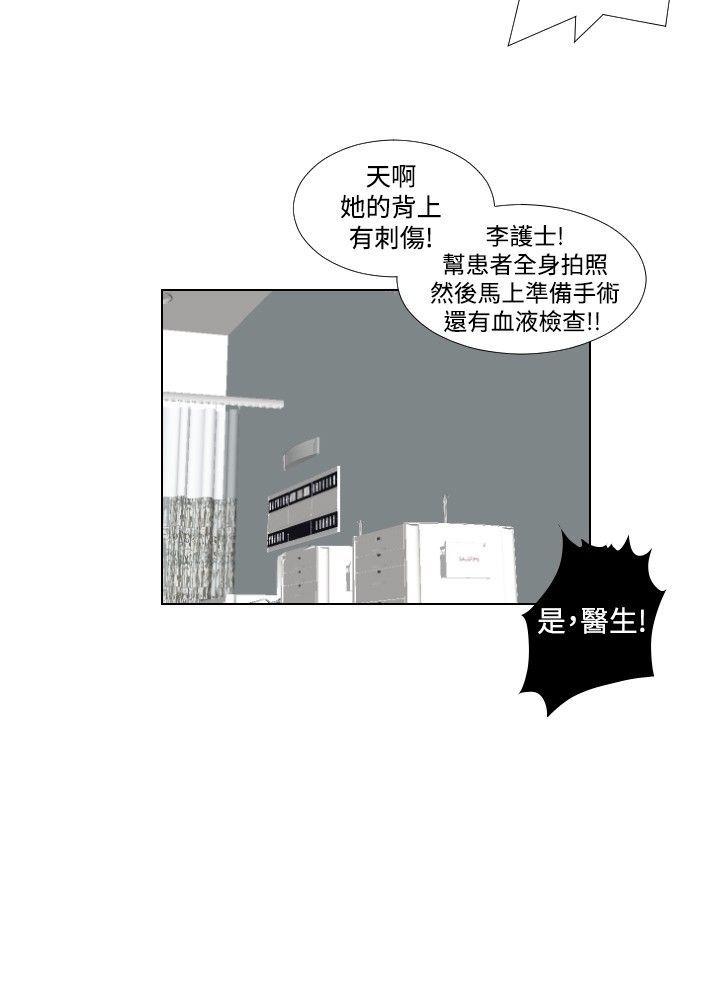 天啊
她的背上
有刺傷!
李護士!
幫患者全身拍照
然後馬上準備手術
還有血液檢查!!
是,醫生!